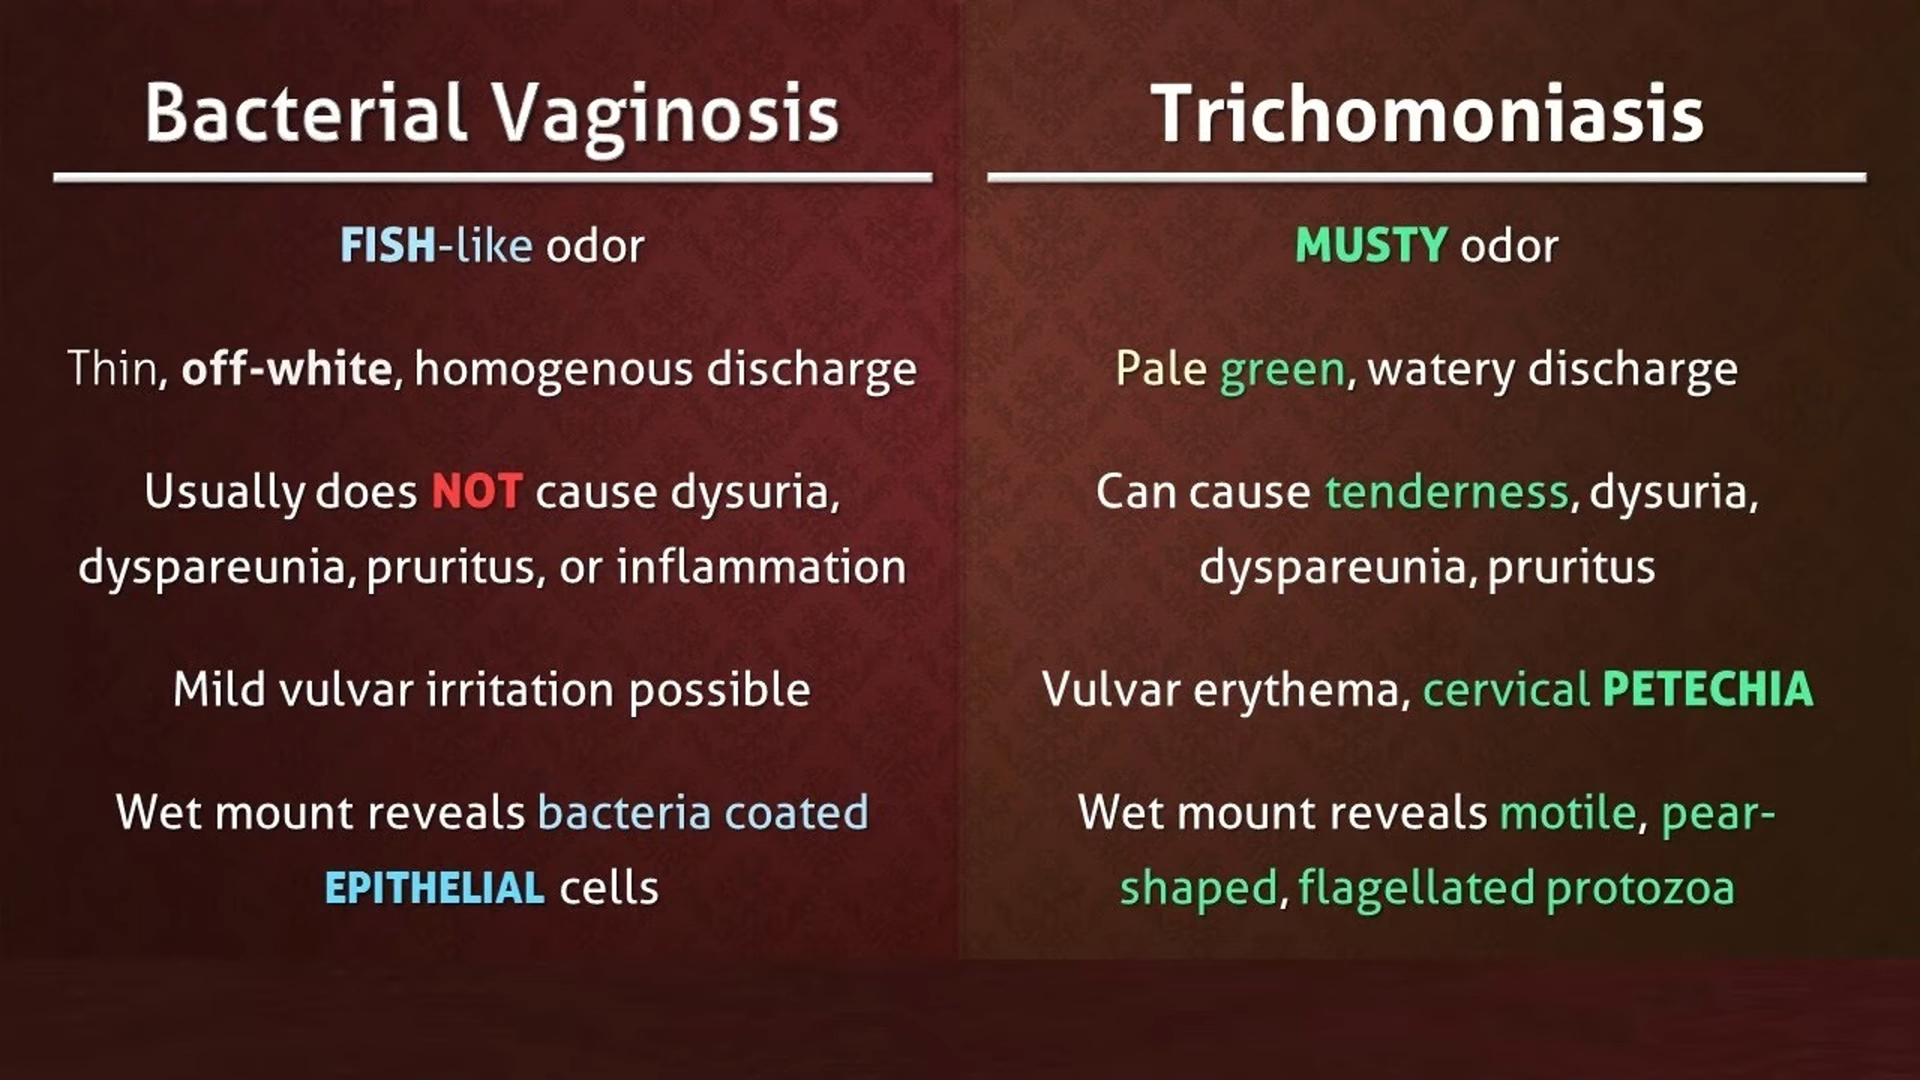 Bacterial Vaginosis
FISH-like odor
Thin, off-white, homogenous discharge
Usually does NOT cause dysuria,
dyspareunia, pruritus, or inflammation
Mild vulvar irritation possible
Wet mount reveals bacteria coated
EPITHELIAL cells
Trichomoniasis
MUSTY odor
Pale green, watery discharge
Can cause tenderness, dysuria,
dyspareunia, pruritus
Vulvar erythema, cervical PETECHIA
Wet mount reveals motile, pear-
shaped, flagellated protozoa